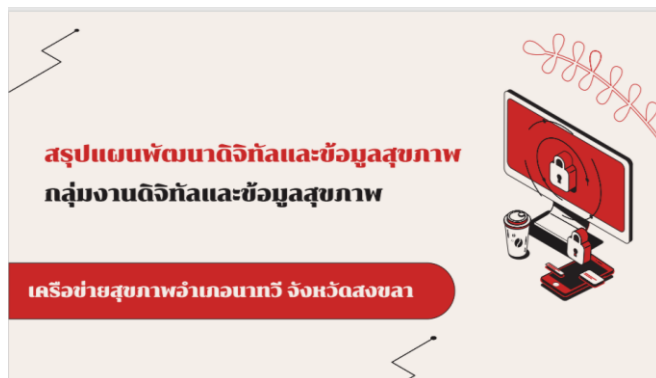 สรุปแผนพัฒนาดิจิทัลและข้อมูลสุขภาพ
กลุ่มงานดิจิทัลและข้อมูลสุขภาพ
เครือข่ายสุขภาพอำเภอนาทวี จังหวัดสงขลา